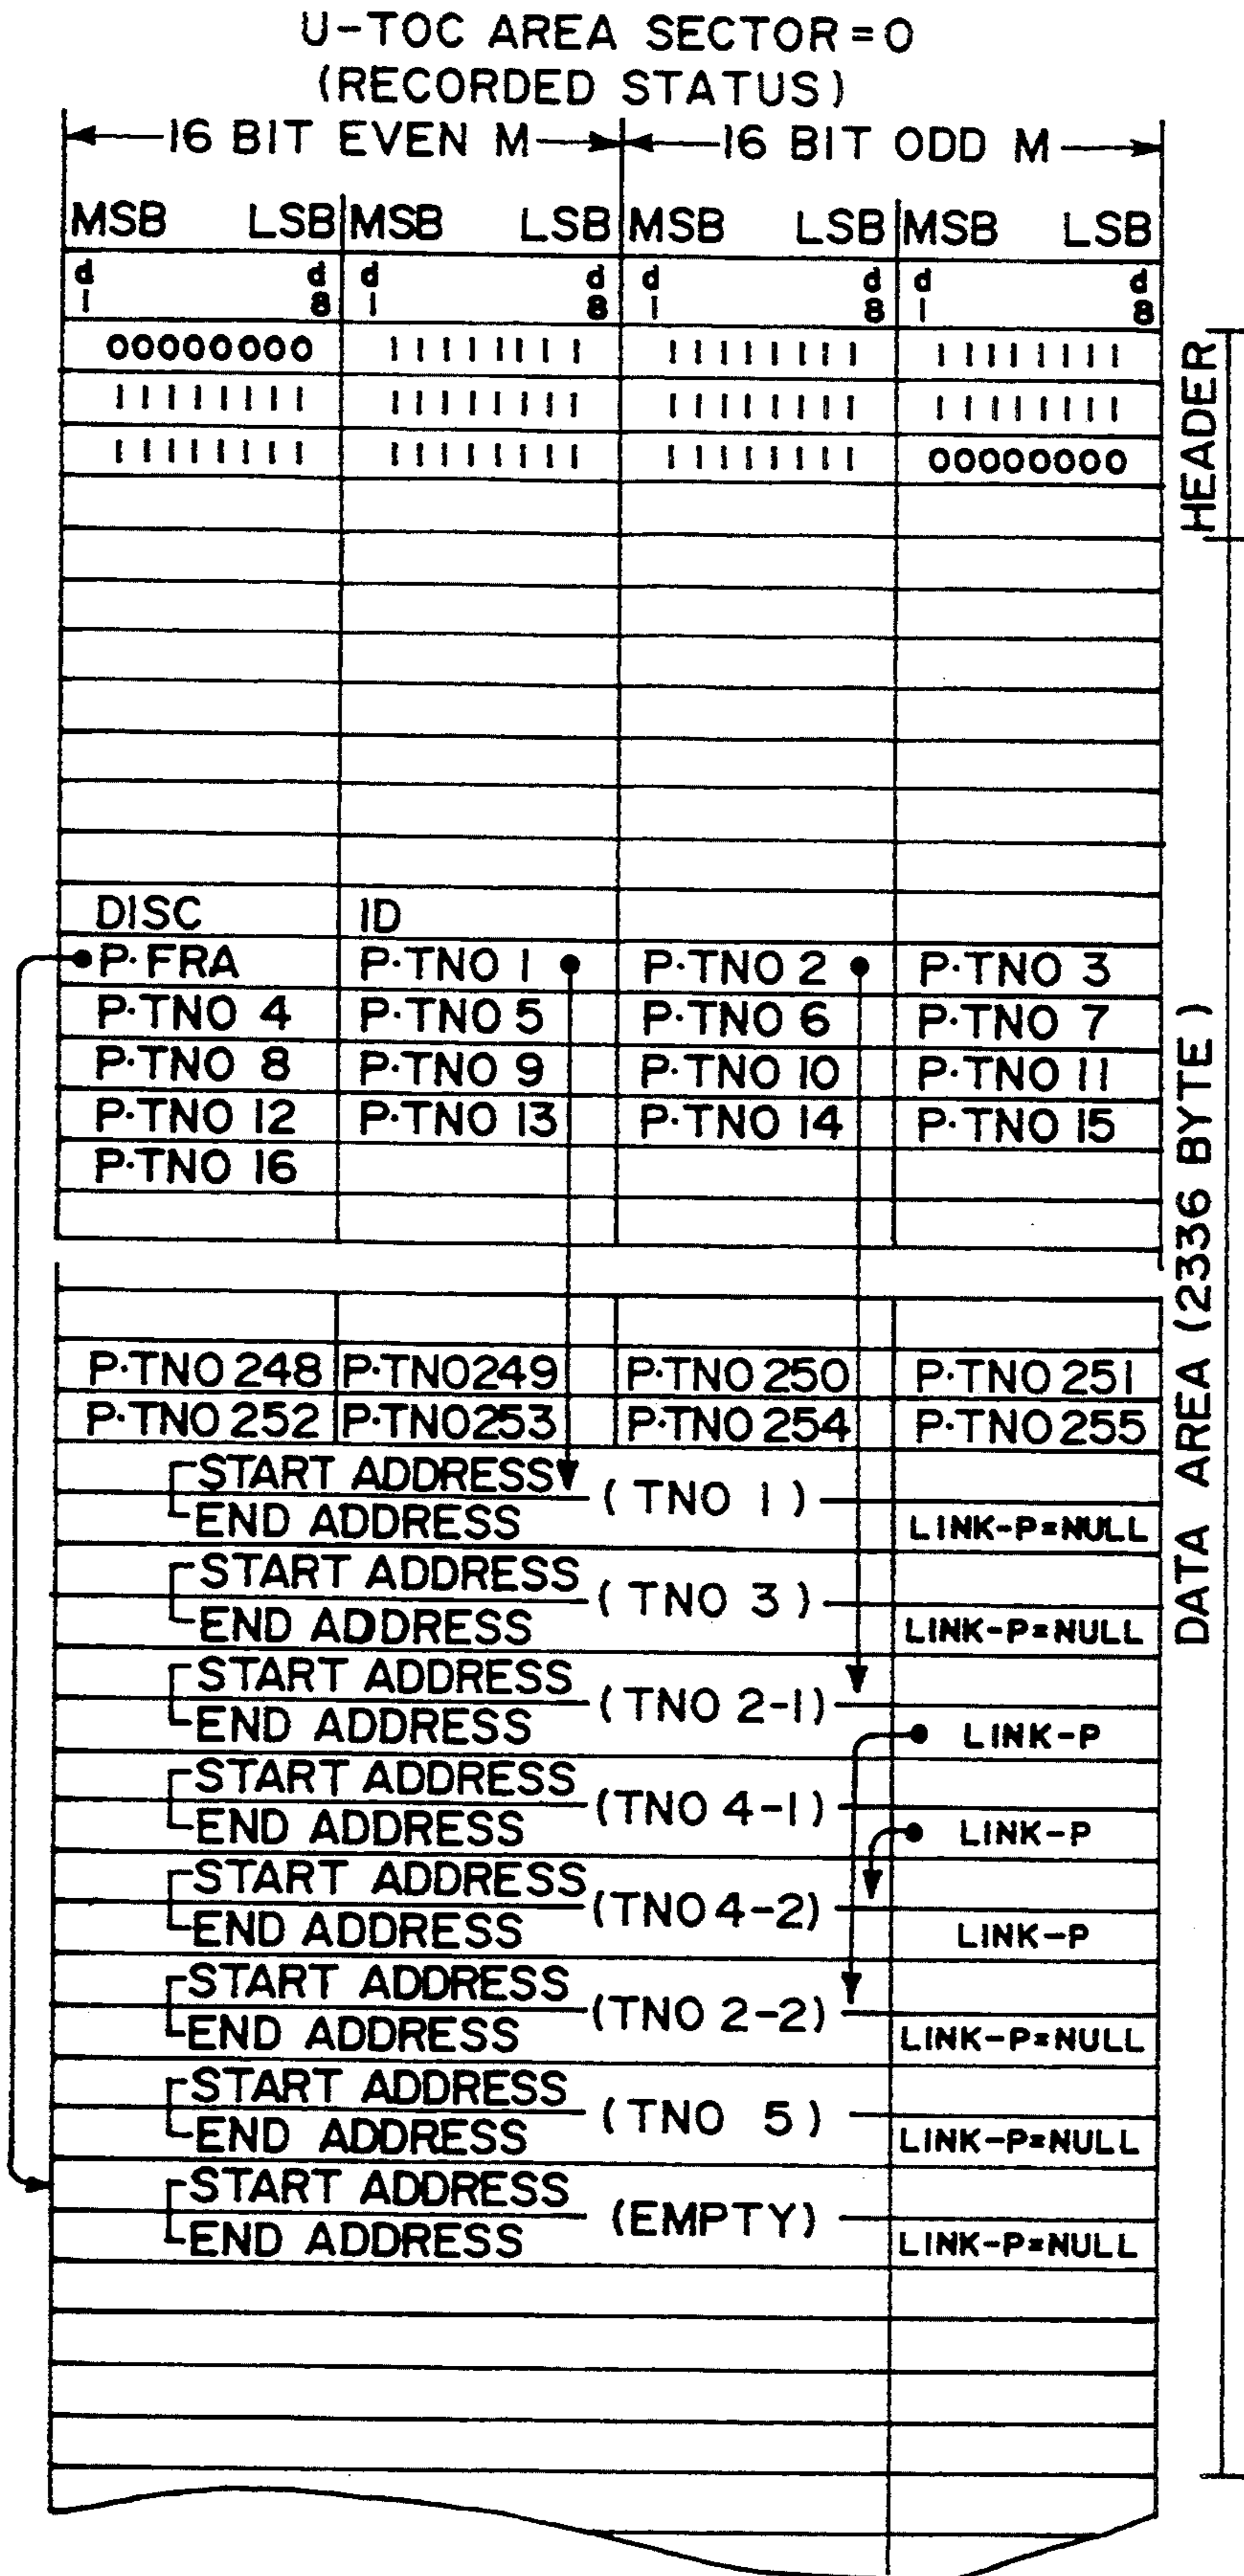 U-TOC AREA SECTOR=0
(RECORDED STATUS)
16 BIT EVEN M 16 BIT ODD M
MSB LSB MSB LSB MSB LSB MSB LSB
d d d d d d d d
1 8 1 8 1 8 1 8
00000000 11111111 11111111 11111111
11111111 11111111 11111111 11111111
11111111 11111111 11111111 00000000
HEADER
DISC ID
P·FRA P·TNO 1 P·TNO 2 P·TNO 3
P·TNO 4 P·TNO 5 P·TNO 6 P·TNO 7
P·TNO 8 P·TNO 9 P·TNO 10 P·TNO 11
P·TNO 12 P·TNO 13 P·TNO 14 P·TNO 15
P·TNO 16
P·TNO 248 P·TNO249 P·TNO 250 P·TNO 251
P·TNO 252 P·TNO253 P·TNO 254 P·TNO 255
DATA AREA (2336 BYTE)
START ADDRESS
(TNO 1)
END ADDRESS LINK-P=NULL
START ADDRESS
(TNO 3)
END ADDRESS LINK-P=NULL
START ADDRESS
(TNO 2-1)
END ADDRESS LINK-P
START ADDRESS
(TNO 4-1)
END ADDRESS LINK-P
START ADDRESS
(TNO 4-2)
END ADDRESS LINK-P
START ADDRESS
(TNO 2-2)
END ADDRESS LINK-P=NULL
START ADDRESS
(TNO 5)
END ADDRESS LINK-P=NULL
START ADDRESS
(EMPTY)
END ADDRESS LINK-P=NULL